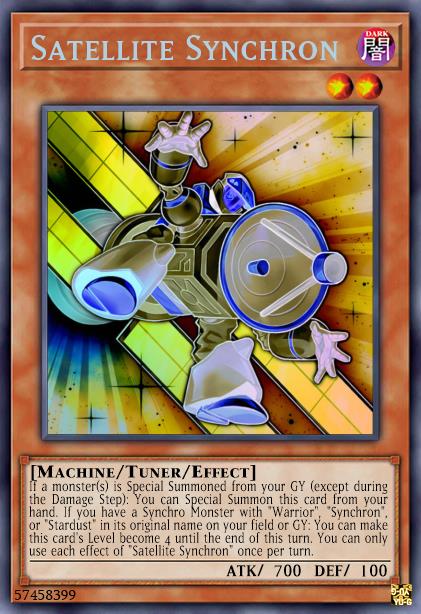 SATELLITE SYNCHRON
DARK
闇
[MACHINE/TUNER/EFFECT]
If a monster(s) is Special Summoned from your GY (except during
the Damage Step): You can Special Summon this card from your
hand. If you have a Synchro Monster with "Warrior", "Synchron",
or "Stardust" in its original name on your field or GY: You can make
this card's Level become 4 until the end of this turn. You can only
use each effect of "Satellite Synchron" once per turn.
ATK/ 700 DEF/ 100
57458399